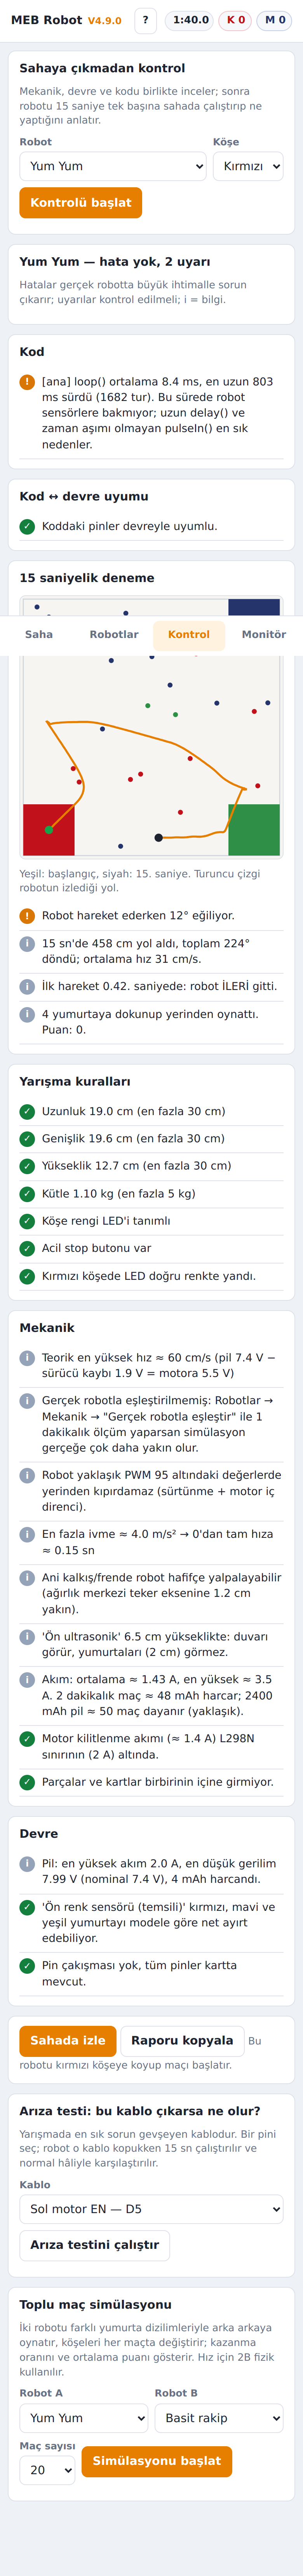 MEB Robot V4.9.0 ? 1:40.0 K 0 M 0
Sahaya çıkmadan kontrol
Mekanik, devre ve kodu birlikte inceler; sonra
robotu 15 saniye tek başına sahada çalıştırıp ne
yaptığını anlatır.
Robot Köşe
Yum Yum Kırmızı
Kontrolü başlat
Yum Yum — hata yok, 2 uyarı
Hatalar gerçek robotta büyük ihtimalle sorun
çıkarır; uyarılar kontrol edilmeli; i = bilgi.
Kod
! [ana] loop() ortalama 8.4 ms, en uzun 803
ms sürdü (1682 tur). Bu sürede robot
sensörlere bakmıyor; uzun delay() ve
zaman aşımı olmayan pulseIn() en sık
nedenler.
Kod ↔ devre uyumu
✓ Koddaki pinler devreyle uyumlu.
15 saniyelik deneme
Saha Robotlar Kontrol Monitör
Yeşil: başlangıç, siyah: 15. saniye. Turuncu çizgi
robotun izlediği yol.
! Robot hareket ederken 12° eğiliyor.
i 15 sn'de 458 cm yol aldı, toplam 224°
döndü; ortalama hız 31 cm/s.
i İlk hareket 0.42. saniyede: robot İLERİ gitti.
i 4 yumurtaya dokunup yerinden oynattı.
Puan: 0.
Yarışma kuralları
✓ Uzunluk 19.0 cm (en fazla 30 cm)
✓ Genişlik 19.6 cm (en fazla 30 cm)
✓ Yükseklik 12.7 cm (en fazla 30 cm)
✓ Kütle 1.10 kg (en fazla 5 kg)
✓ Köşe rengi LED'i tanımlı
✓ Acil stop butonu var
✓ Kırmızı köşede LED doğru renkte yandı.
Mekanik
i Teorik en yüksek hız ≈ 60 cm/s (pil 7.4 V −
sürücü kaybı 1.9 V = motora 5.5 V)
i Gerçek robotla eşleştirilmemiş: Robotlar →
Mekanik → "Gerçek robotla eşleştir" ile 1
dakikalık ölçüm yaparsan simülasyon
gerçeğe çok daha yakın olur.
i Robot yaklaşık PWM 95 altındaki değerlerde
yerinden kıpırdamaz (sürtünme + motor iç
direnci).
i En fazla ivme ≈ 4.0 m/s² → 0'dan tam hıza
≈ 0.15 sn
i Ani kalkış/frende robot hafifçe yalpalayabilir
(ağırlık merkezi teker eksenine 1.2 cm
yakın).
i 'Ön ultrasonik' 6.5 cm yükseklikte: duvarı
görür, yumurtaları (2 cm) görmez.
i Akım: ortalama ≈ 1.43 A, en yüksek ≈ 3.5
A. 2 dakikalık maç ≈ 48 mAh harcar; 2400
mAh pil ≈ 50 maç dayanır (yaklaşık).
✓ Motor kilitlenme akımı (≈ 1.4 A) L298N
sınırının (2 A) altında.
✓ Parçalar ve kartlar birbirinin içine girmiyor.
Devre
i Pil: en yüksek akım 2.0 A, en düşük gerilim
7.99 V (nominal 7.4 V), 4 mAh harcandı.
✓ 'Ön renk sensörü (temsili)' kırmızı, mavi ve
yeşil yumurtayı modele göre net ayırt
edebiliyor.
✓ Pin çakışması yok, tüm pinler kartta
mevcut.
Sahada izle Raporu kopyala Bu
robotu kırmızı köşeye koyup maçı başlatır.
Arıza testi: bu kablo çıkarsa ne olur?
Yarışmada en sık sorun gevşeyen kablodur. Bir pini
seç; robot o kablo kopukken 15 sn çalıştırılır ve
normal hâliyle karşılaştırılır.
Kablo
Sol motor EN — D5
Arıza testini çalıştır
Toplu maç simülasyonu
İki robotu farklı yumurta dizilimleriyle arka arkaya
oynatır, köşeleri her maçta değiştirir; kazanma
oranını ve ortalama puanı gösterir. Hız için 2B fizik
kullanılır.
Robot A Robot B
Yum Yum Basit rakip
Maç sayısı
20 Simülasyonu başlat